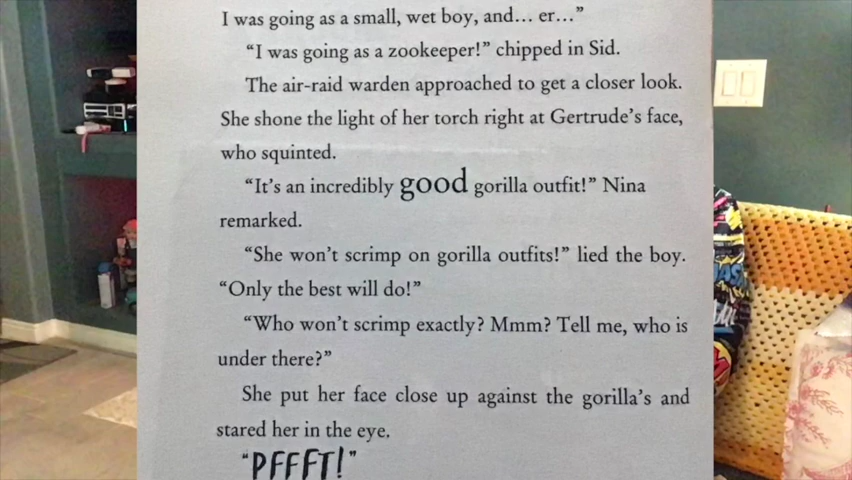 I was going as a small, wet boy, and… er…”
“I was going as a zookeeper!” chipped in Sid.
The air-raid warden approached to get a closer look.
She shone the light of her torch right at Gertrude’s face,
who squinted.
“It’s an incredibly good gorilla outfit!” Nina
remarked.
“She won’t scrimp on gorilla outfits!” lied the boy.
“Only the best will do!”
“Who won’t scrimp exactly? Mmm? Tell me, who is
under there?”
She put her face close up against the gorilla’s and
stared her in the eye.
“PFFFT!”